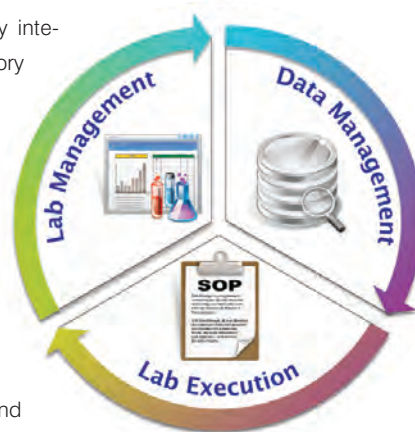 y inte-
ory
Lab Management
Data Management
SOP
Lab Execution
nd